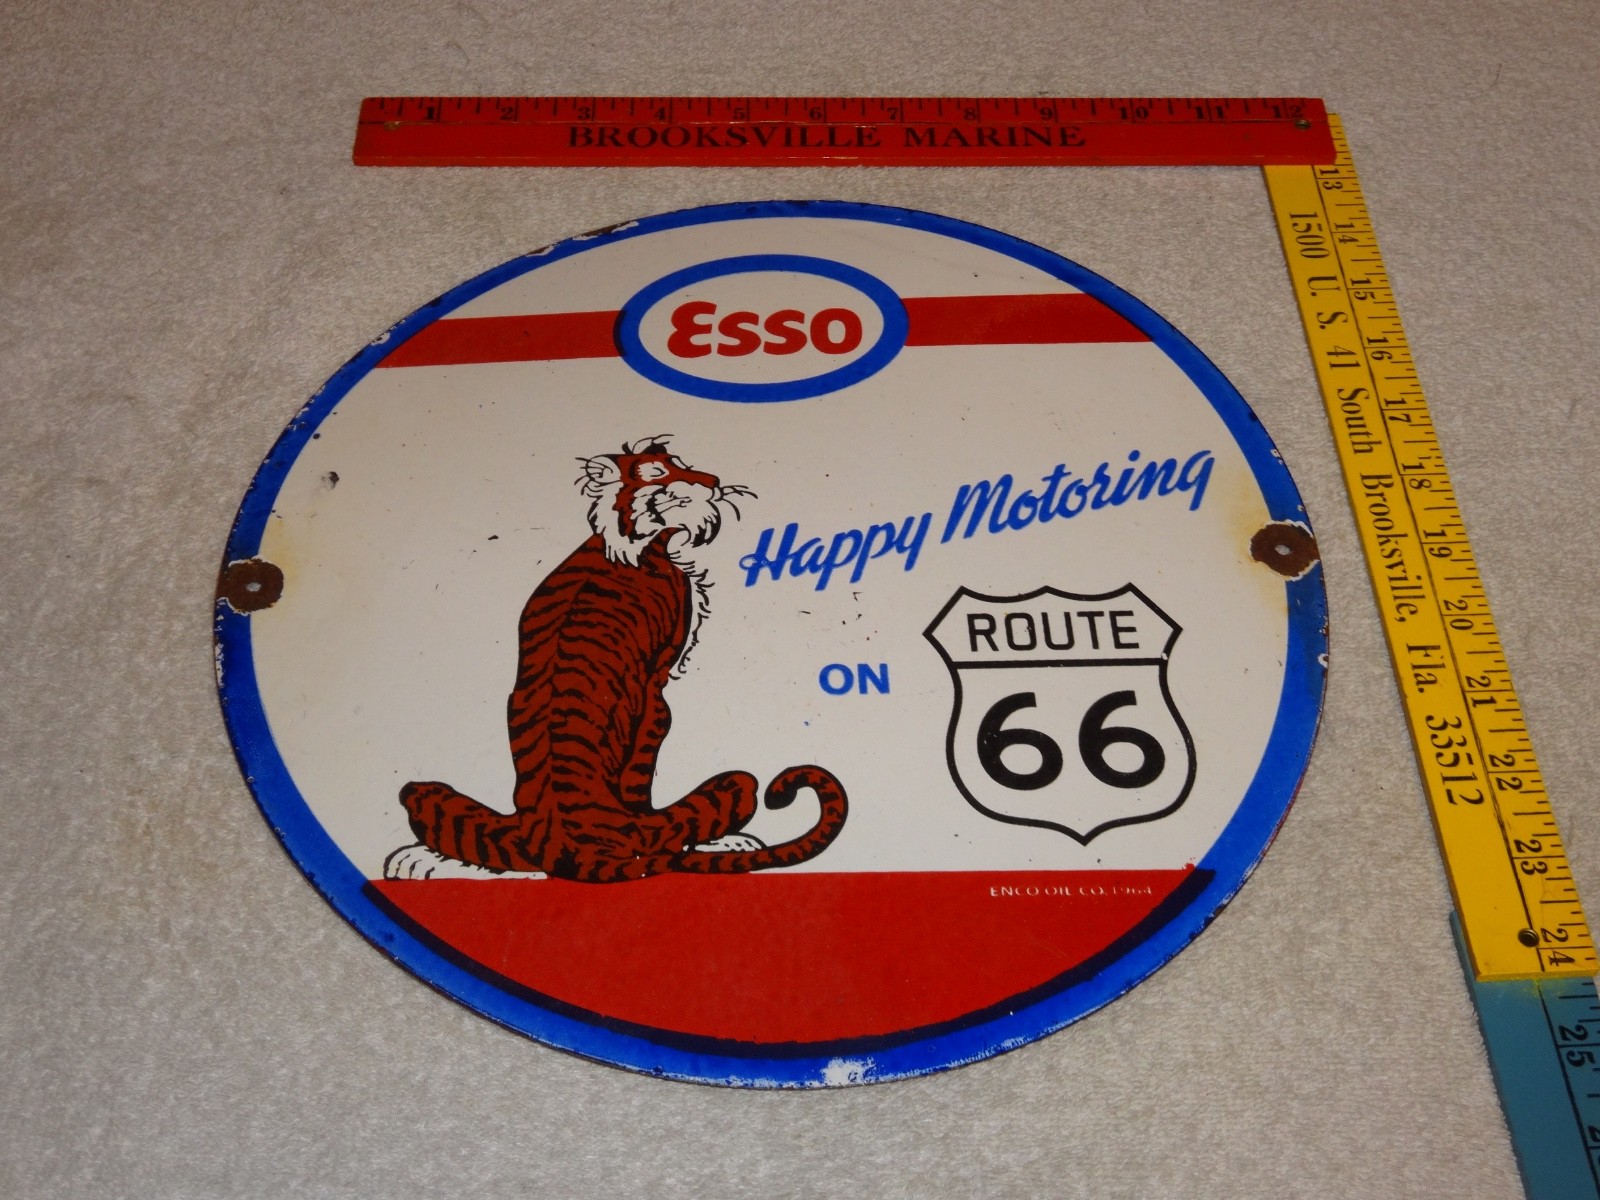 1 2 3 4 5 6 7 8 9 10 11 12
BROOKSVILLE MARINE
13 14 15 16 17 18 19 20 21 22 23 24
1500 U. S. 41 South Brooksville, Fla. 33512
25
Esso
Happy Motoring
ON
ROUTE
66
ENCO OIL CO. 1964